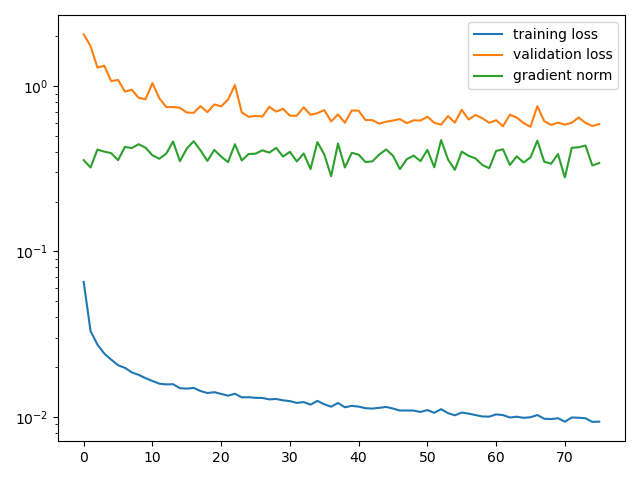 training loss
validation loss
gradient norm
10⁰
10⁻¹
10⁻²
0 10 20 30 40 50 60 70